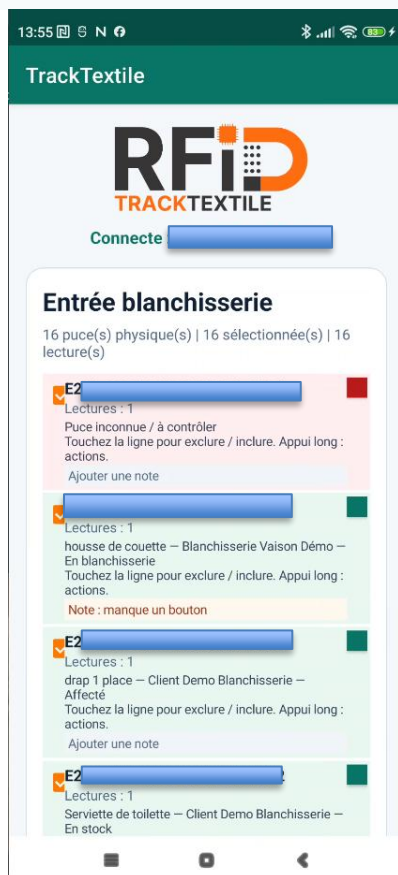 13:55
83
TrackTextile
RFiD
TRACKTEXTILE
Connecte
Entrée blanchisserie
16 puce(s) physique(s) | 16 sélectionnée(s) | 16
lecture(s)
E2
Lectures : 1
Puce inconnue / à contrôler
Touchez la ligne pour exclure / inclure. Appui long :
actions.
Ajouter une note
Lectures : 1
housse de couette — Blanchisserie Vaison Démo —
En blanchisserie
Touchez la ligne pour exclure / inclure. Appui long :
actions.
Note : manque un bouton
E2
Lectures : 1
drap 1 place — Client Demo Blanchisserie —
Affecté
Touchez la ligne pour exclure / inclure. Appui long :
actions.
Ajouter une note
E2
Lectures : 1
Serviette de toilette — Client Demo Blanchisserie —
En stock